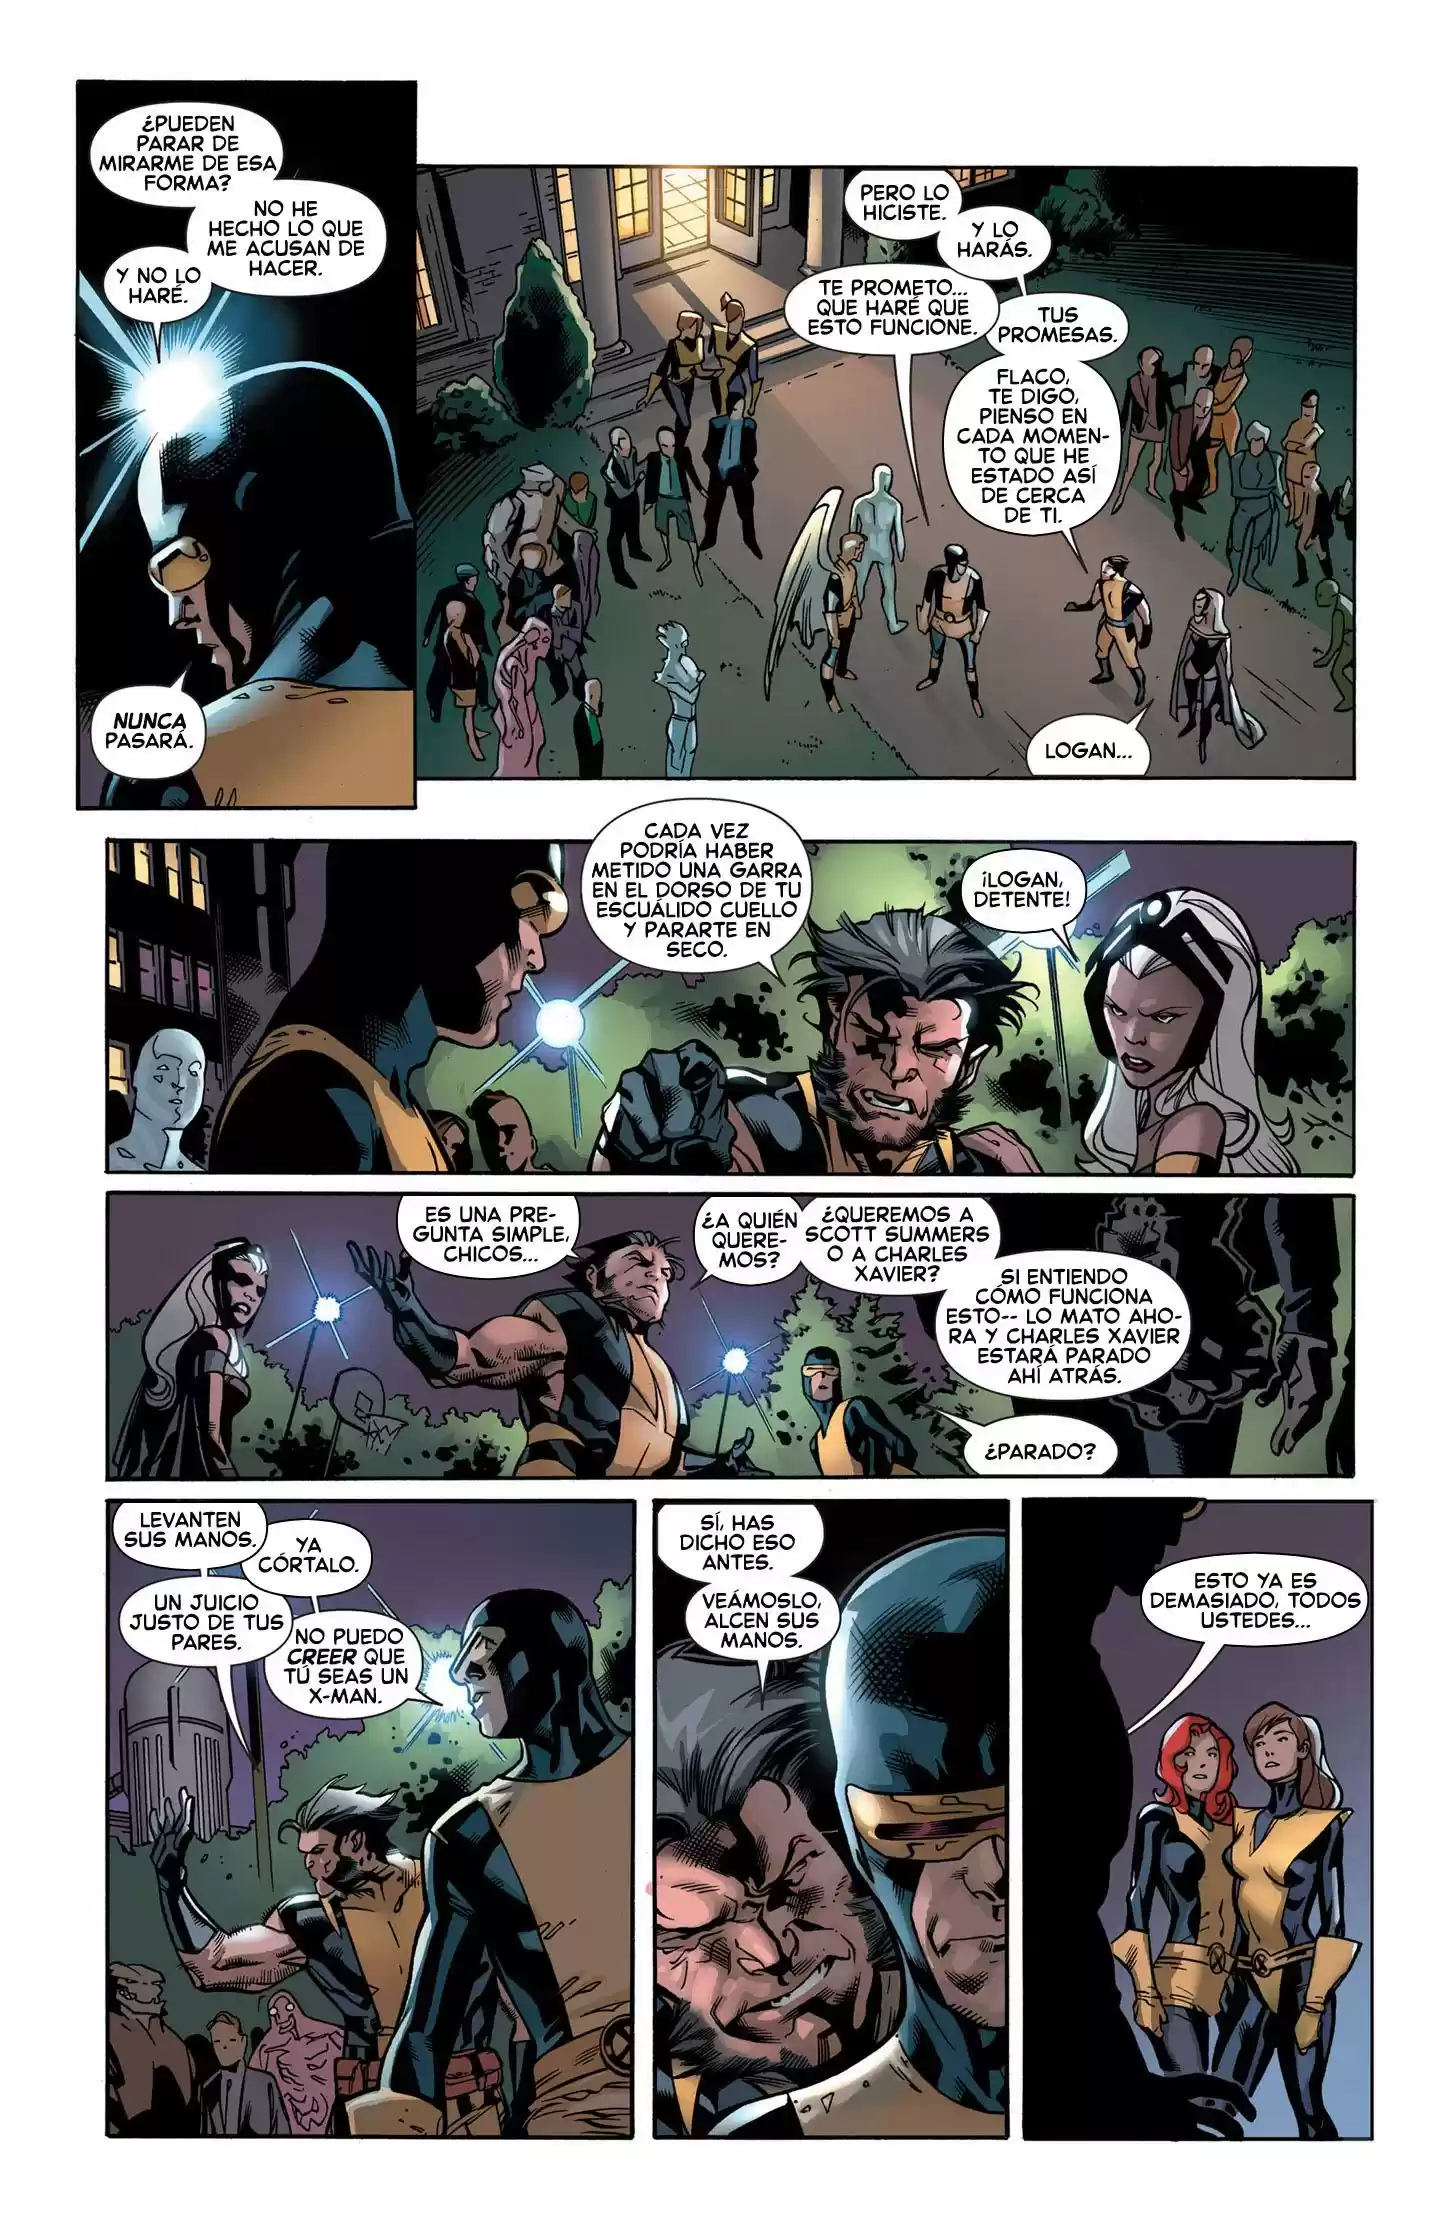 ¿PUEDEN
PARAR DE
MIRARME DE ESA
FORMA?
NO HE
HECHO LO QUE
ME ACUSAN DE
HACER.
Y NO LO
HARÉ.
NUNCA
PASARÁ.
PERO LO
HICISTE.
Y LO
HARÁS.
TE PROMETO...
QUE HARÉ QUE
ESTO FUNCIONE.
TUS
PROMESAS.
FLACO,
TE DIGO,
PIENSO EN
CADA MOMEN-
TO QUE HE
ESTADO ASÍ
DE CERCA
DE TI.
LOGAN...
CADA VEZ
PODRÍA HABER
METIDO UNA GARRA
EN EL DORSO DE TU
ESCUÁLIDO CUELLO
Y PARARTE EN
SECO.
¡LOGAN,
DETENTE!
ES UNA PRE-
GUNTA SIMPLE,
CHICOS...
¿A QUIÉN
QUERE-
MOS?
¿QUEREMOS A
SCOTT SUMMERS
O A CHARLES
XAVIER?
SI ENTIENDO
CÓMO FUNCIONA
ESTO-- LO MATO AHO-
RA Y CHARLES XAVIER
ESTARÁ PARADO
AHÍ ATRÁS.
¿PARADO?
LEVANTEN
SUS MANOS.
YA
CÓRTALO.
UN JUICIO
JUSTO DE TUS
PARES.
NO PUEDO
CREER QUE
TÚ SEAS UN
X-MAN.
SÍ, HAS
DICHO ESO
ANTES.
VEÁMOSLO,
ALCEN SUS
MANOS.
ESTO YA ES
DEMASIADO, TODOS
USTEDES...